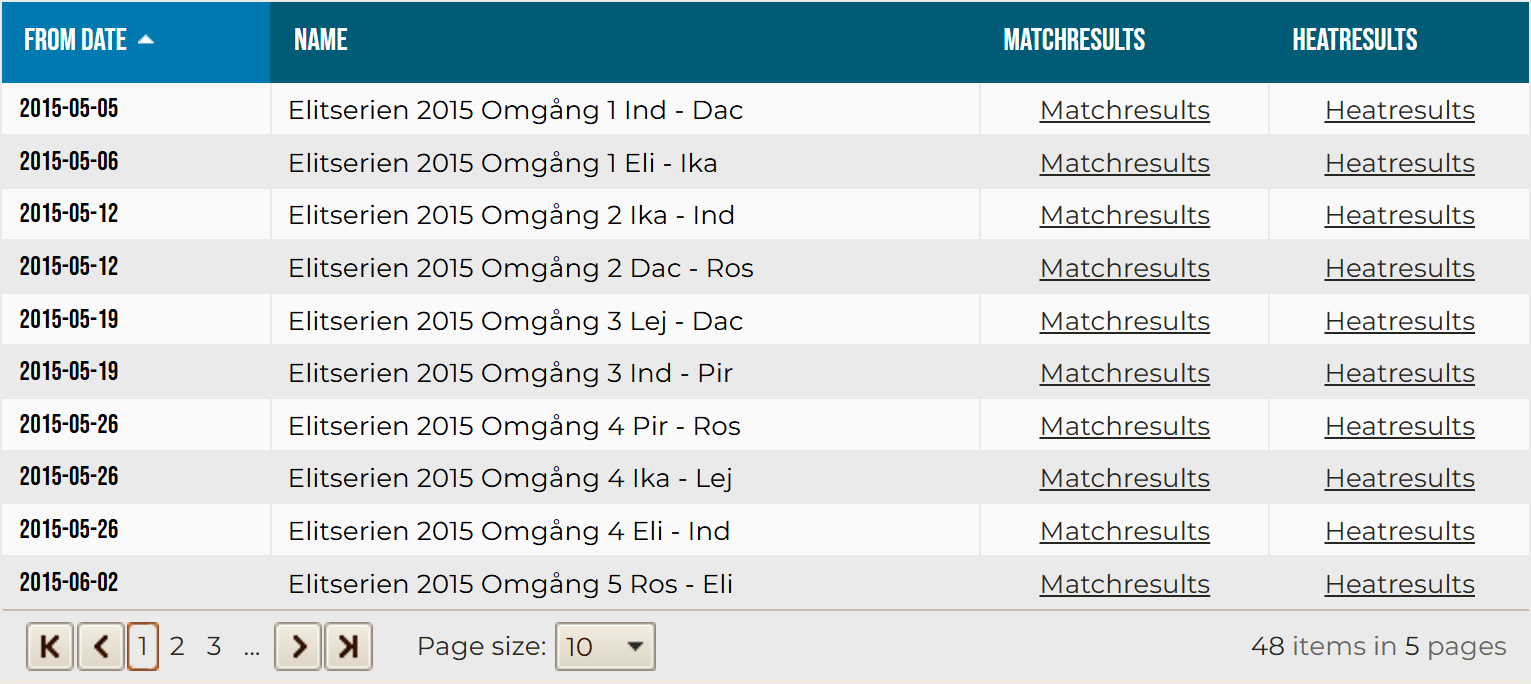 FROM DATE NAME MATCHRESULTS HEATRESULTS
2015-05-05 Elitserien 2015 Omgång 1 Ind - Dac Matchresults Heatresults
2015-05-06 Elitserien 2015 Omgång 1 Eli - Ika Matchresults Heatresults
2015-05-12 Elitserien 2015 Omgång 2 Ika - Ind Matchresults Heatresults
2015-05-12 Elitserien 2015 Omgång 2 Dac - Ros Matchresults Heatresults
2015-05-19 Elitserien 2015 Omgång 3 Lej - Dac Matchresults Heatresults
2015-05-19 Elitserien 2015 Omgång 3 Ind - Pir Matchresults Heatresults
2015-05-26 Elitserien 2015 Omgång 4 Pir - Ros Matchresults Heatresults
2015-05-26 Elitserien 2015 Omgång 4 Ika - Lej Matchresults Heatresults
2015-05-26 Elitserien 2015 Omgång 4 Eli - Ind Matchresults Heatresults
2015-06-02 Elitserien 2015 Omgång 5 Ros - Eli Matchresults Heatresults
1 2 3 ... Page size: 10 48 items in 5 pages